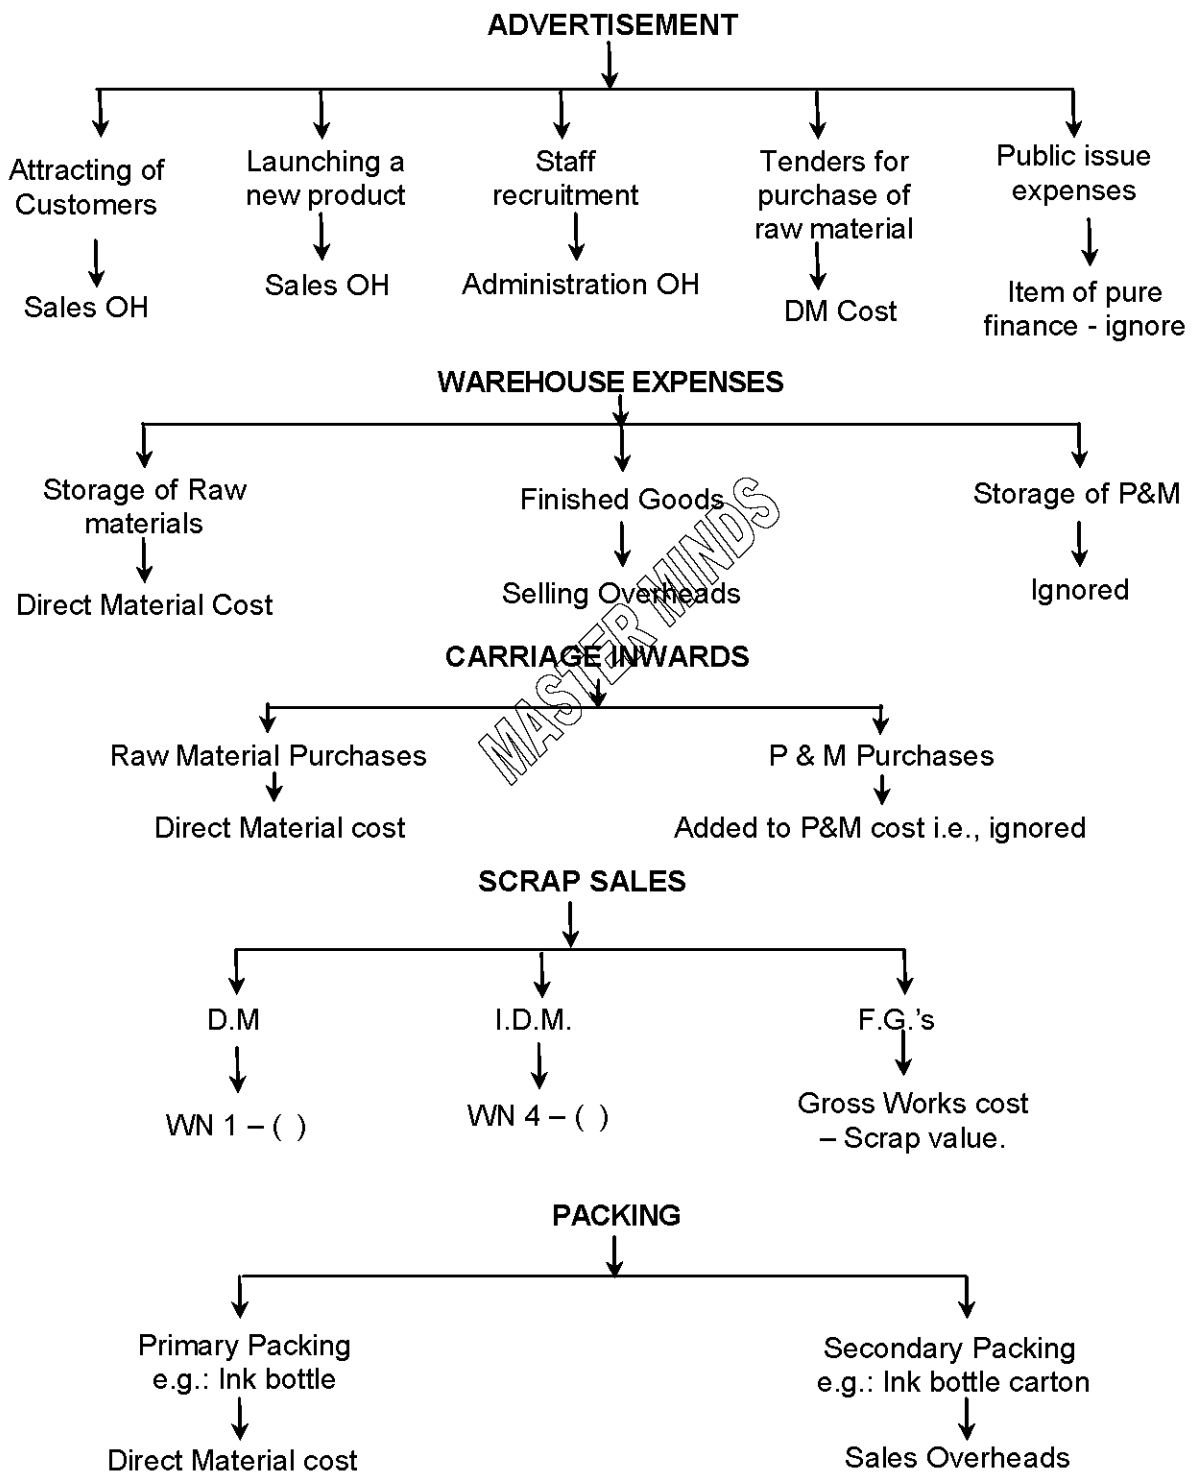 ADVERTISEMENT
Attracting of
Customers
Sales OH
Launching a
new product
Sales OH
Staff
recruitment
Administration OH
Tenders for
purchase of
raw material
DM Cost
Public issue
expenses
Item of pure
finance - ignore
WAREHOUSE EXPENSES
Storage of Raw
materials
Direct Material Cost
Finished Goods
Selling Overheads
Storage of P&M
Ignored
MASTER MINDS
CARRIAGE INWARDS
Raw Material Purchases
Direct Material cost
P & M Purchases
Added to P&M cost i.e., ignored
SCRAP SALES
D.M
WN 1 – ( )
I.D.M.
WN 4 – ( )
F.G.'s
Gross Works cost
– Scrap value.
PACKING
Primary Packing
e.g.: Ink bottle
Direct Material cost
Secondary Packing
e.g.: Ink bottle carton
Sales Overheads